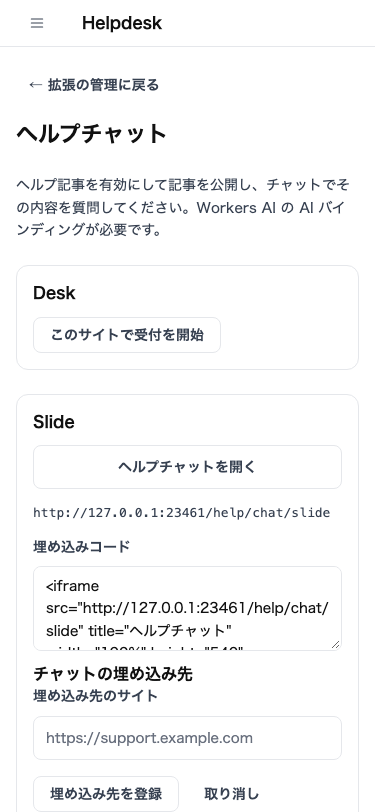 Helpdesk
← 拡張の管理に戻る
ヘルプチャット
ヘルプ記事を有効にして記事を公開し、チャットでそ
の内容を質問してください。Workers AI の AI バイ
ンディングが必要です。
Desk
このサイトで受付を開始
Slide
ヘルプチャットを開く
http://127.0.0.1:23461/help/chat/slide
埋め込みコード
<iframe
src="http://127.0.0.1:23461/help/chat/
slide" title="ヘルプチャット"
チャットの埋め込み先
埋め込み先のサイト
https://support.example.com
埋め込み先を登録 取り消し